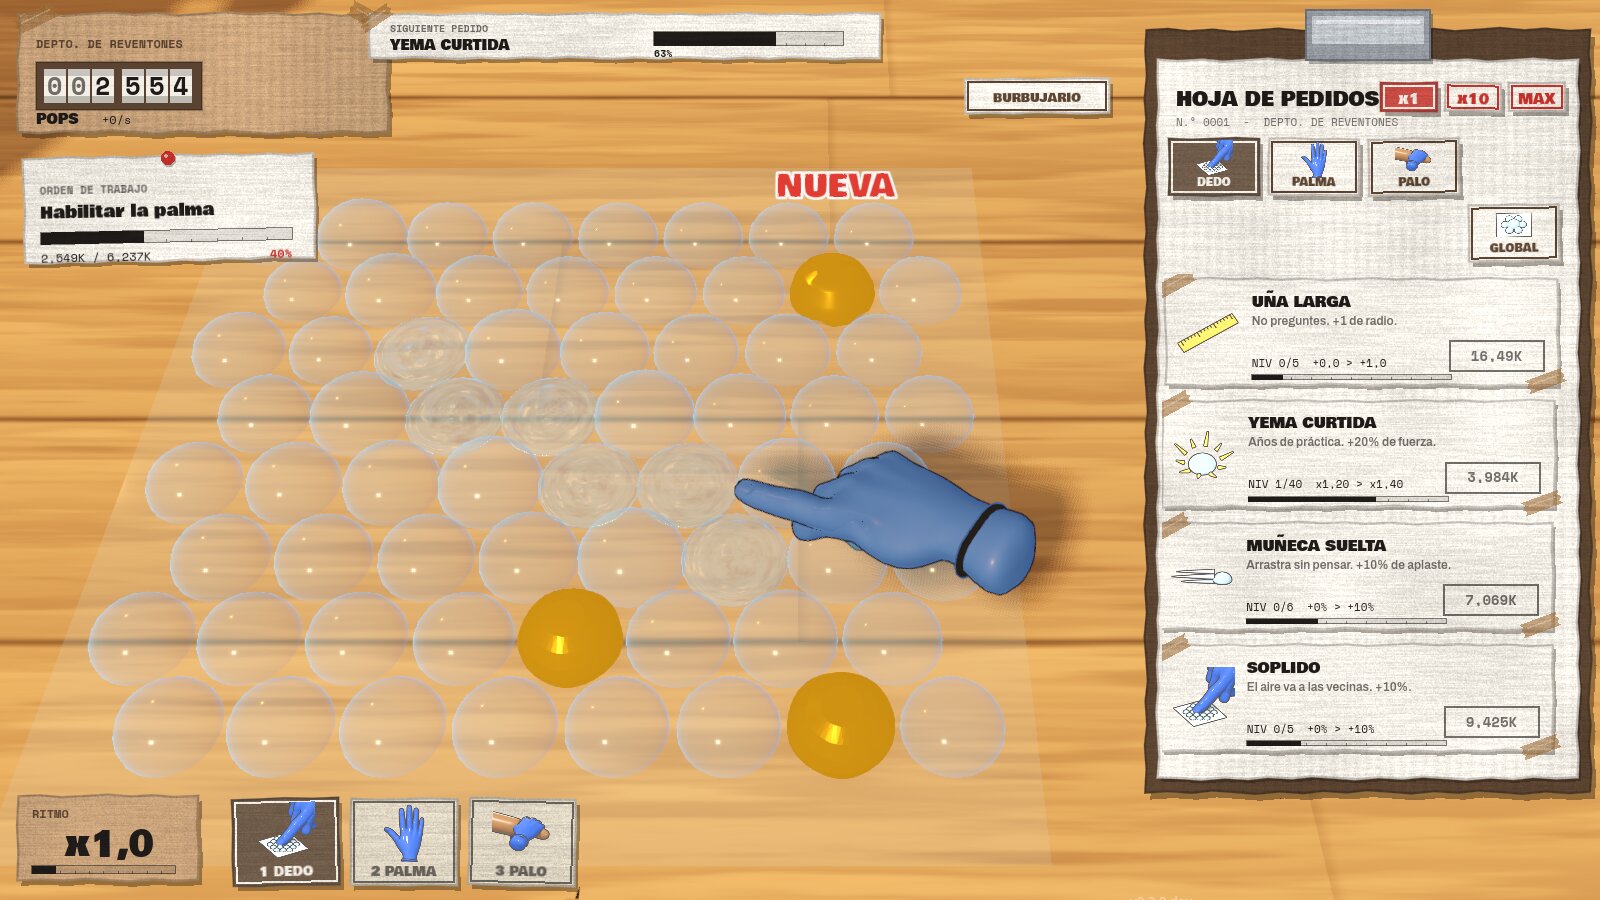 DEPTO. DE REVENTONES
002554
POPS +0/s
SIGUIENTE PEDIDO
YEMA CURTIDA
63%
BURBUJARIO
ORDEN DE TRABAJO
Habilitar la palma
2,549K / 6,237K
40%
NUEVA
HOJA DE PEDIDOS
x1
x10
MAX
N.° 0001 - DEPTO. DE REVENTONES
DEDO
PALMA
PALO
GLOBAL
UÑA LARGA
No preguntes. +1 de radio.
NIV 0/5 +0,0 > +1,0
16,49K
YEMA CURTIDA
Años de práctica. +20% de fuerza.
NIV 1/40 x1,20 > x1,40
3,984K
MUÑECA SUELTA
Arrastra sin pensar. +10% de aplaste.
NIV 0/6 +0% > +10%
7,069K
SOPLIDO
El aire va a las vecinas. +10%.
NIV 0/5 +0% > +10%
9,425K
RITMO
x1,0
1 DEDO
2 PALMA
3 PALO